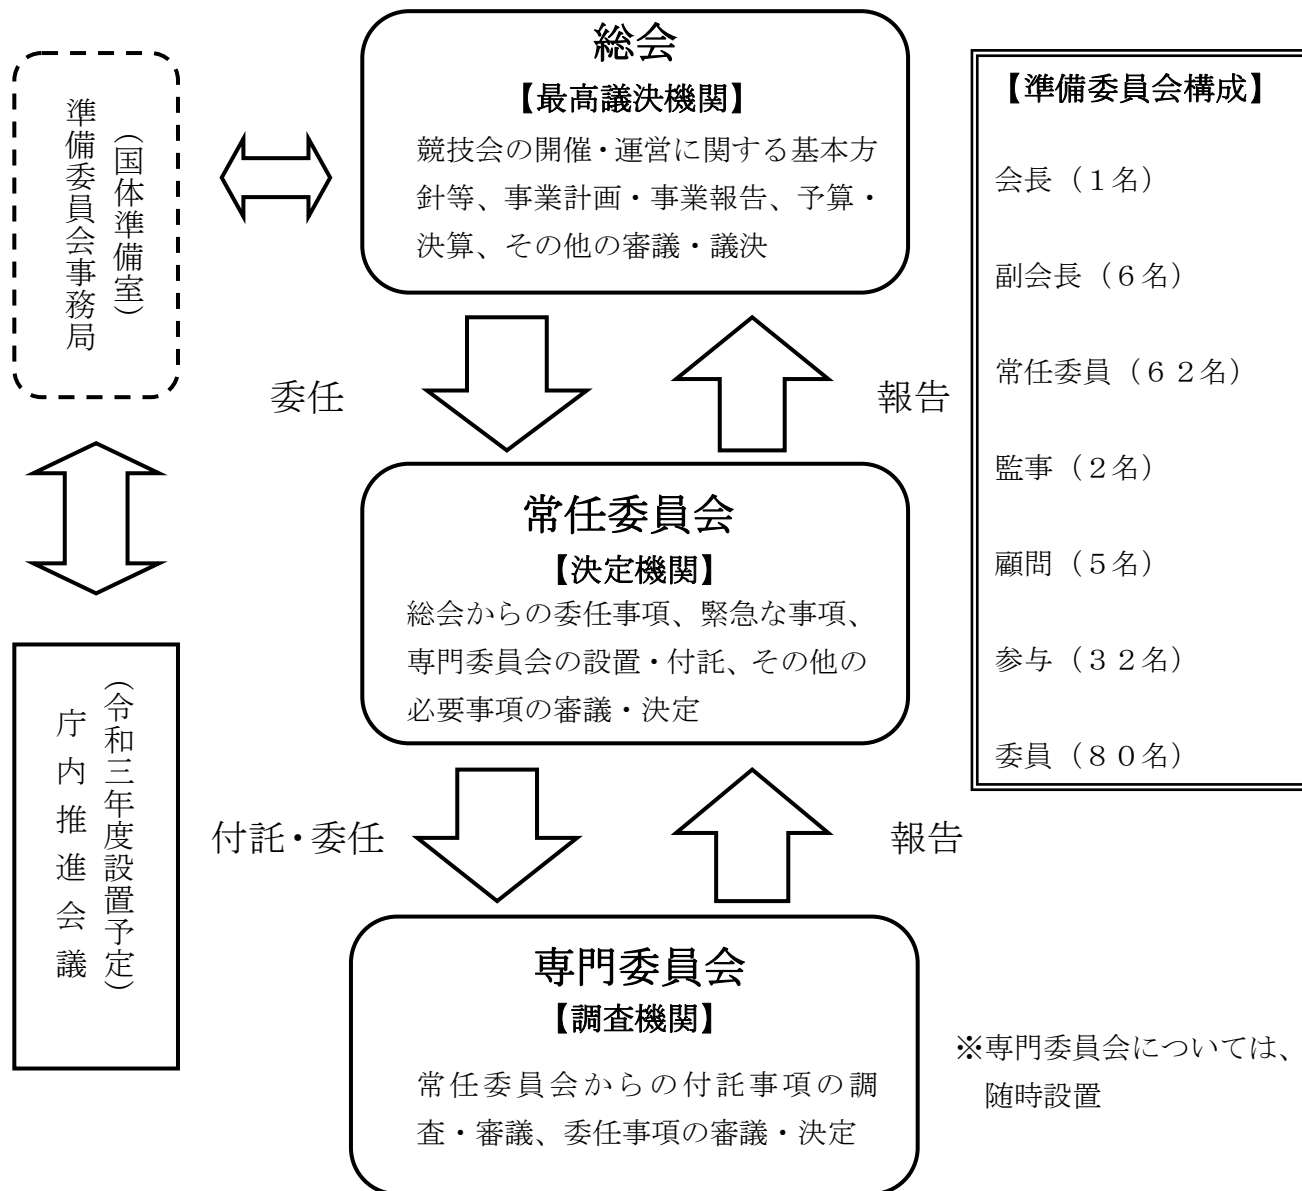 総会
【最高議決機関】
競技会の開催・運営に関する基本方
針等、事業計画・事業報告、予算・
決算、その他の審議・議決
（国体準備室）
準備委員会事務局
委任
報告
常任委員会
【決定機関】
総会からの委任事項、緊急な事項、
専門委員会の設置・付託、その他の
必要事項の審議・決定
（令和三年度設置予定）
庁内推進会議
付託・委任
報告
専門委員会
【調査機関】
常任委員会からの付託事項の調
査・審議、委任事項の審議・決定
【準備委員会構成】
会長（１名）
副会長（６名）
常任委員（６２名）
監事（２名）
顧問（５名）
参与（３２名）
委員（８０名）
※専門委員会については、
随時設置